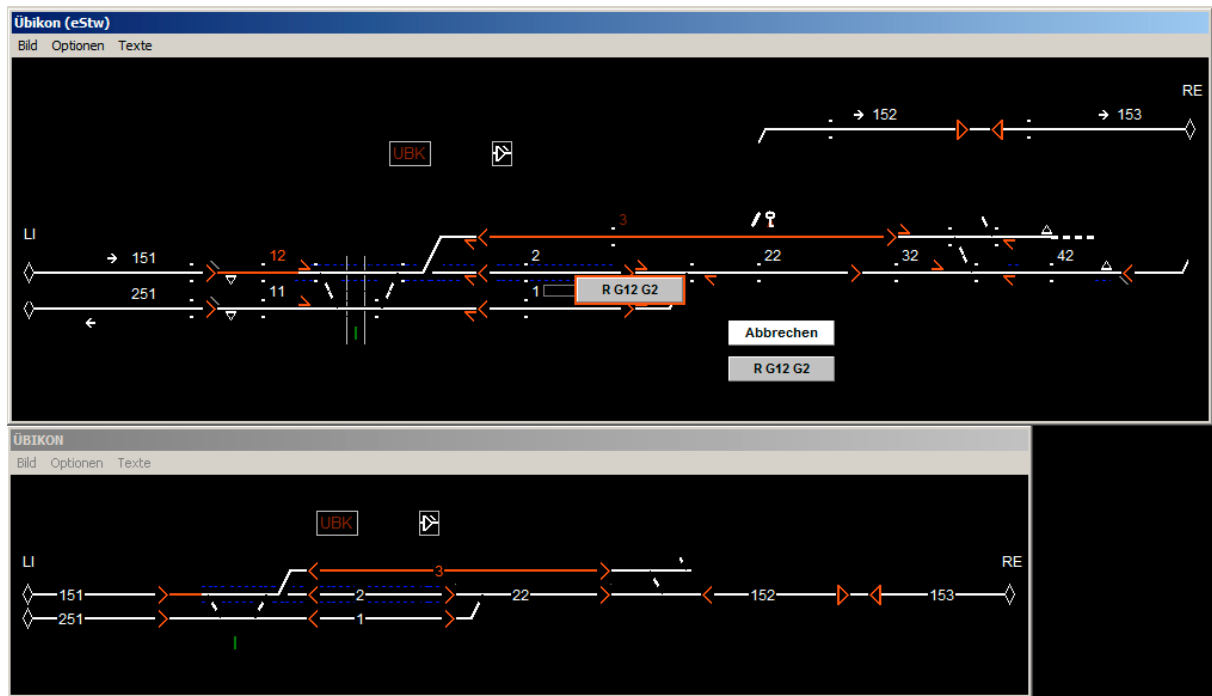 Übikon (eStw)
Bild Optionen Texte
RE
152 153
UBK
LI
3
151 12 2 22 32 42
251 11 1 R G12 G2
Abbrechen
R G12 G2
ÜBIKON
Bild Optionen Texte
UBK
LI RE
3
151 2 22 152 153
251 1